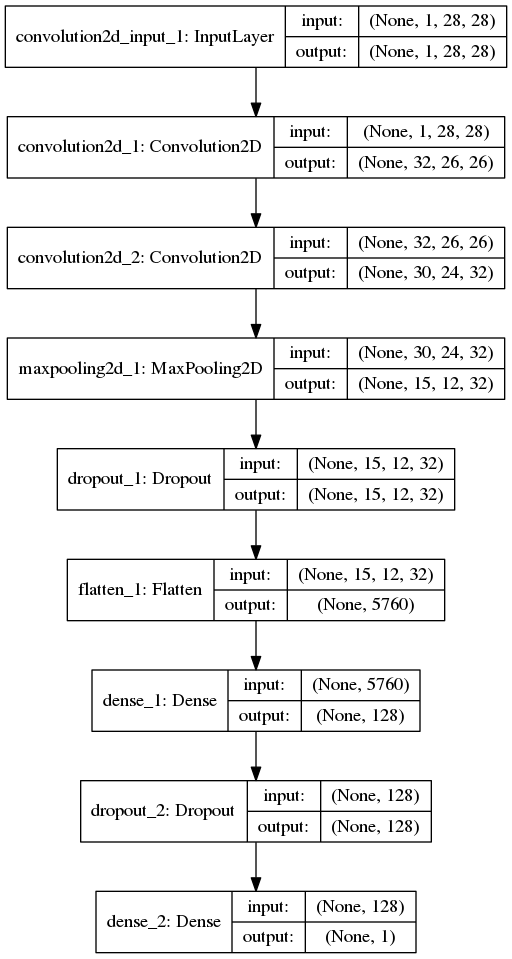 convolution2d_input_1: InputLayer
input: (None, 1, 28, 28)
output: (None, 1, 28, 28)
convolution2d_1: Convolution2D
input: (None, 1, 28, 28)
output: (None, 32, 26, 26)
convolution2d_2: Convolution2D
input: (None, 32, 26, 26)
output: (None, 30, 24, 32)
maxpooling2d_1: MaxPooling2D
input: (None, 30, 24, 32)
output: (None, 15, 12, 32)
dropout_1: Dropout
input: (None, 15, 12, 32)
output: (None, 15, 12, 32)
flatten_1: Flatten
input: (None, 15, 12, 32)
output: (None, 5760)
dense_1: Dense
input: (None, 5760)
output: (None, 128)
dropout_2: Dropout
input: (None, 128)
output: (None, 128)
dense_2: Dense
input: (None, 128)
output: (None, 1)